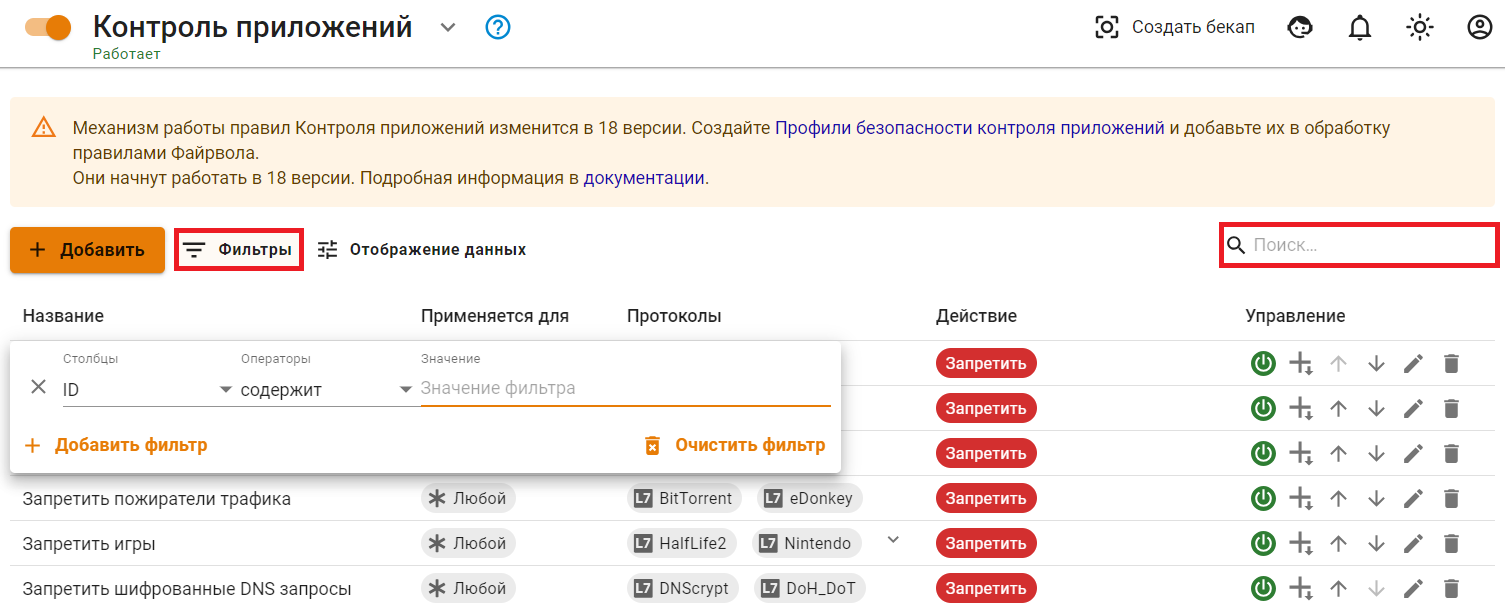 Контроль приложений
Работает
Создать бекап
Механизм работы правил Контроля приложений изменится в 18 версии. Создайте Профили безопасности контроля приложений и добавьте их в обработку
правилами Файрвола.
Они начнут работать в 18 версии. Подробная информация в документации.
Добавить Фильтры Отображение данных Поиск...
Название Применяется для Протоколы Действие Управление
Столбцы Операторы Значение
ID содержит Значение фильтра
Добавить фильтр Очистить фильтр
Запретить
Запретить
Запретить
Запретить пожиратели трафика Любой L7 BitTorrent L7 eDonkey Запретить
Запретить игры Любой L7 HalfLife2 L7 Nintendo Запретить
Запретить шифрованные DNS запросы Любой L7 DNScrypt L7 DoH_DoT Запретить